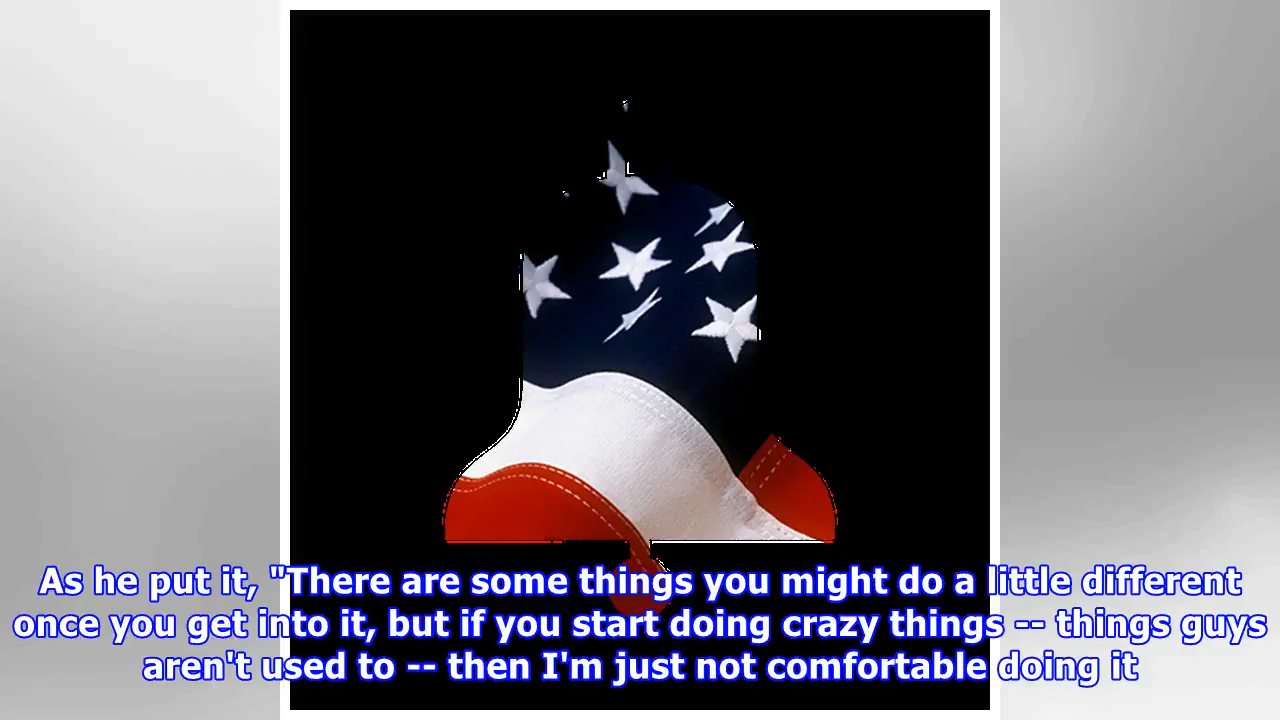 As he put it, "There are some things you might do a little different
once you get into it, but if you start doing crazy things -- things guys
aren't used to -- then I'm just not comfortable doing it